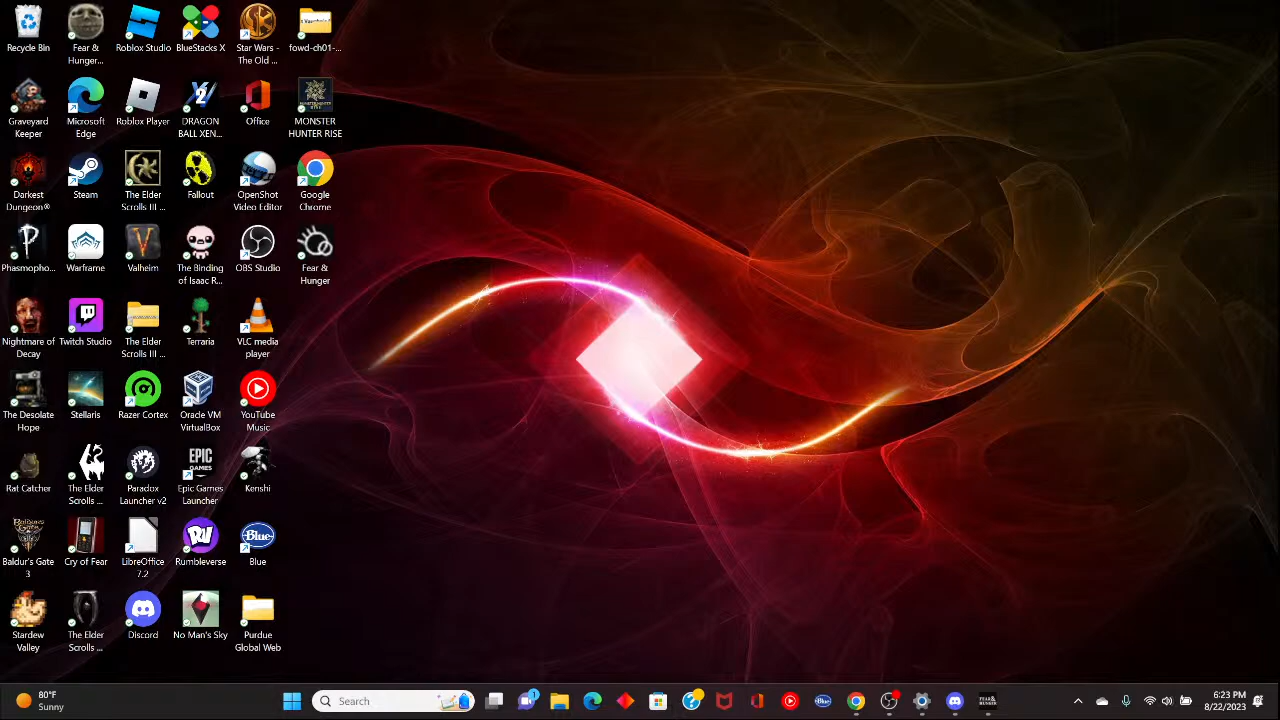 Recycle Bin
Fear &
Hunger...
Roblox Studio
BlueStacks X
Star Wars -
The Old ...
fowd-ch01-...
Graveyard
Keeper
Microsoft
Edge
Roblox Player
DRAGON
BALL XEN...
Office
MONSTER
HUNTER RISE
Darkest
Dungeon®
Steam
The Elder
Scrolls III ...
Fallout
OpenShot
Video Editor
Google
Chrome
Phasmopho...
Warframe
Valheim
The Binding
of Isaac R...
OBS Studio
Fear &
Hunger
Nightmare of
Decay
Twitch Studio
The Elder
Scrolls III ...
Terraria
VLC media
player
The Desolate
Hope
Stellaris
Razer Cortex
Oracle VM
VirtualBox
YouTube
Music
Rat Catcher
The Elder
Scrolls ...
Paradox
Launcher v2
EPIC
GAMES
Epic Games
Launcher
Kenshi
Baldur's Gate
3
Cry of Fear
LibreOffice
7.2
Rumbleverse
Blue
Blue
Stardew
Valley
The Elder
Scrolls ...
Discord
No Man's Sky
Purdue
Global Web
80°F
Sunny
Search
1
FEAR&
HUNGER
6:23 PM
8/22/2023